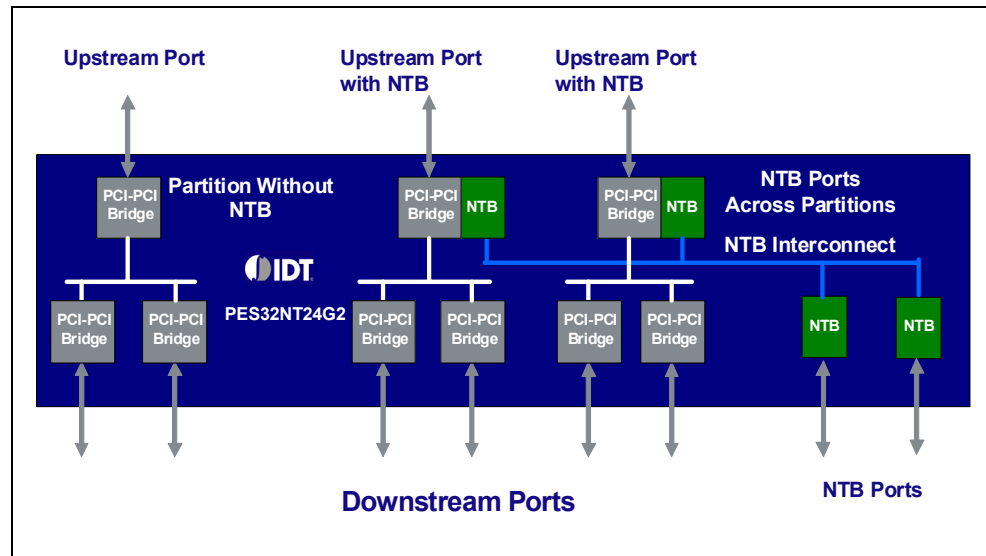 Upstream Port
Upstream Port
with NTB
Upstream Port
with NTB
PCI-PCI
Bridge
Partition Without
NTB
PCI-PCI
Bridge
NTB
PCI-PCI
Bridge
NTB
NTB Ports
Across Partitions
NTB Interconnect
IDT
PES32NT24G2
PCI-PCI
Bridge
PCI-PCI
Bridge
PCI-PCI
Bridge
PCI-PCI
Bridge
PCI-PCI
Bridge
PCI-PCI
Bridge
NTB
NTB
Downstream Ports
NTB Ports